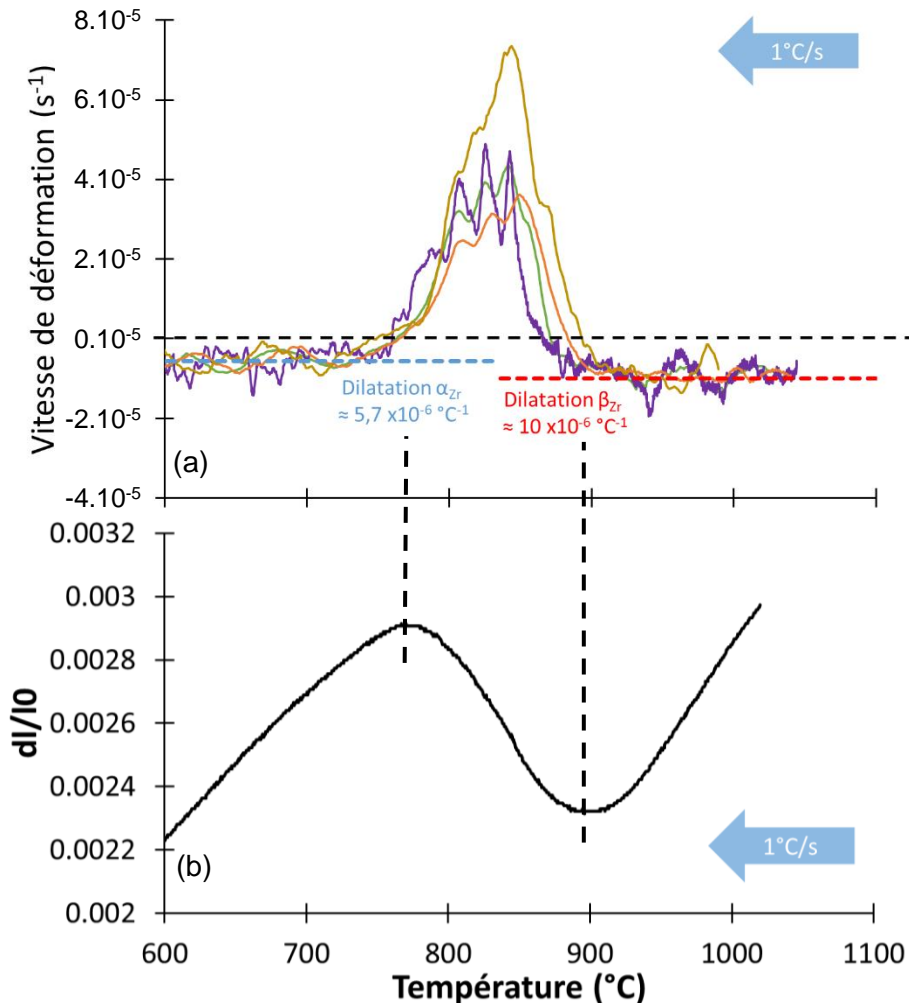 8.10-5
1°C/s
6.10-5
4.10-5
2.10-5
0.10-5
-2.10-5
-4.10-5
Vitesse de déformation (s-1)
Dilatation αZr
≈ 5,7 x10-6 °C-1
Dilatation βZr
≈ 10 x10-6 °C-1
(a)
0.0032
0.003
0.0028
0.0026
0.0024
0.0022
0.002
dl/l0
(b)
1°C/s
600 700 800 900 1000 1100
Température (°C)